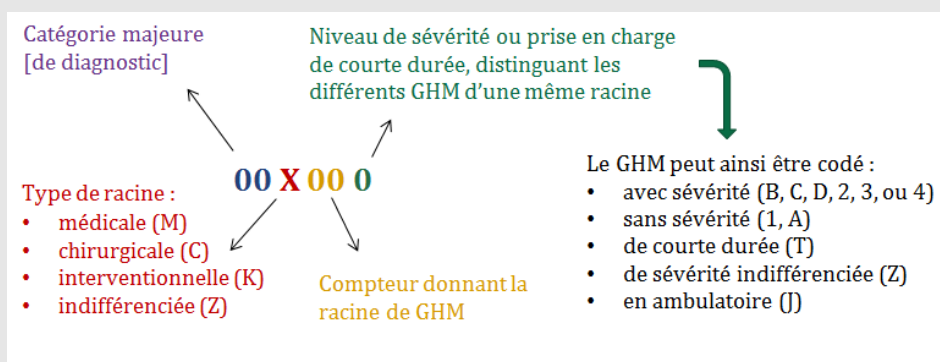 Catégorie majeure
[de diagnostic]
Niveau de sévérité ou prise en charge
de courte durée, distinguant les
différents GHM d'une même racine
00 X 00 0
Type de racine :
• médicale (M)
• chirurgicale (C)
• interventionnelle (K)
• indifférenciée (Z)
Compteur donnant la
racine de GHM
Le GHM peut ainsi être codé :
• avec sévérité (B, C, D, 2, 3, ou 4)
• sans sévérité (1, A)
• de courte durée (T)
• de sévérité indifférenciée (Z)
• en ambulatoire (J)